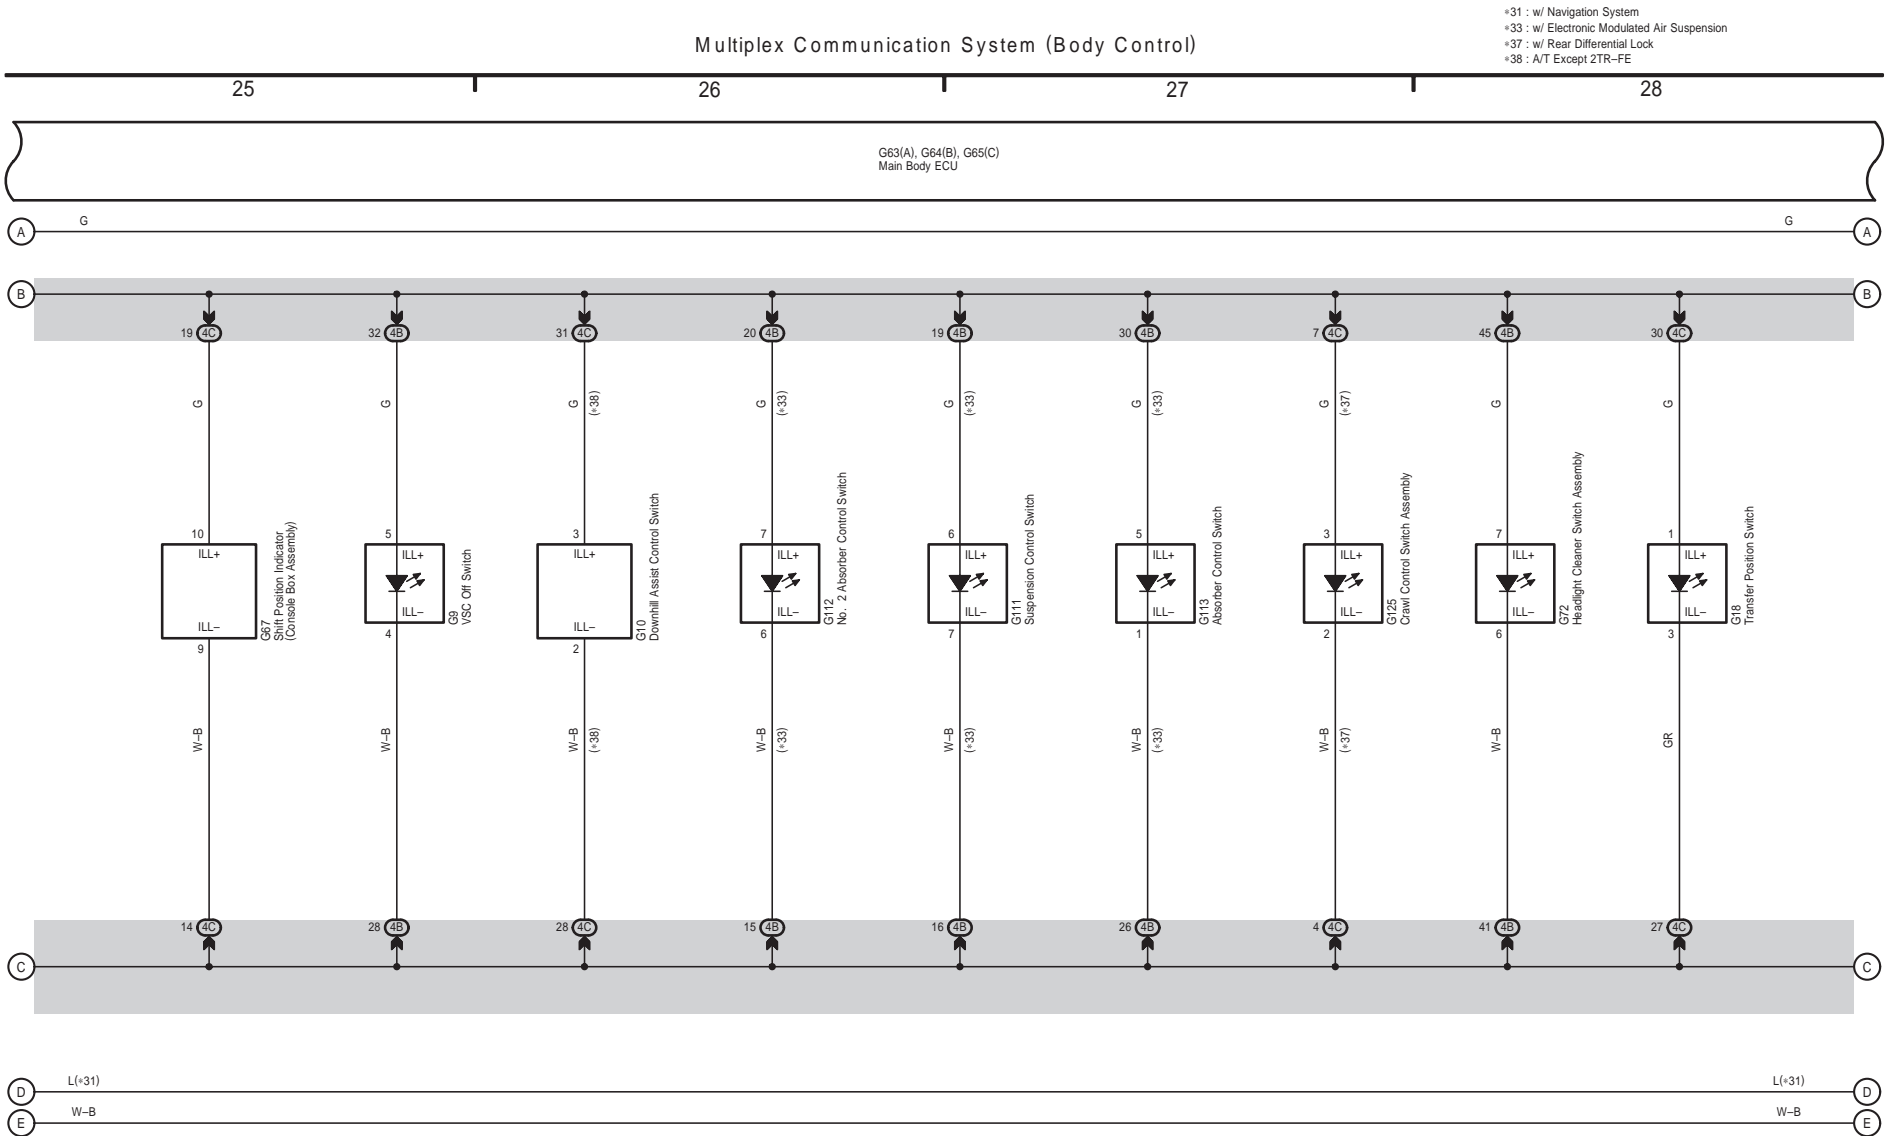 ∗31 : w/ Navigation System
∗33 : w/ Electronic Modulated Air Suspension
∗37 : w/ Rear Differential Lock
∗38 : A/T Except 2TR–FE
Multiplex Communication System (Body Control)
25 26 27 28
G63(A), G64(B), G65(C)
Main Body ECU
G G
A A
B B
19 4C 32 4B 31 4C 20 4B 19 4B 30 4B 7 4C 45 4B 30 4C
G G G (∗38) G (∗33) G (∗33) G (∗33) G (∗37) G G
10 5 3 7 6 5 3 7 1
ILL+ ILL+ ILL+ ILL+ ILL+ ILL+ ILL+ ILL+ ILL+
ILL– ILL– ILL– ILL– ILL– ILL– ILL– ILL– ILL–
9 4 2 6 7 1 2 6 3
G67
Shift Position Indicator
(Console Box Assembly)
G9
VSC Off Switch
G10
Downhill Assist Control Switch
G112
No. 2 Absorber Control Switch
G111
Suspension Control Switch
G113
Absorber Control Switch
G125
Crawl Control Switch Assembly
G72
Headlight Cleaner Switch Assembly
G18
Transfer Position Switch
W–B W–B W–B (∗38) W–B (∗33) W–B (∗33) W–B (∗33) W–B (∗37) W–B GR
14 4C 28 4B 28 4C 15 4B 16 4B 26 4B 4 4C 41 4B 27 4C
C C
L(∗31) L(∗31)
D D
W–B W–B
E E